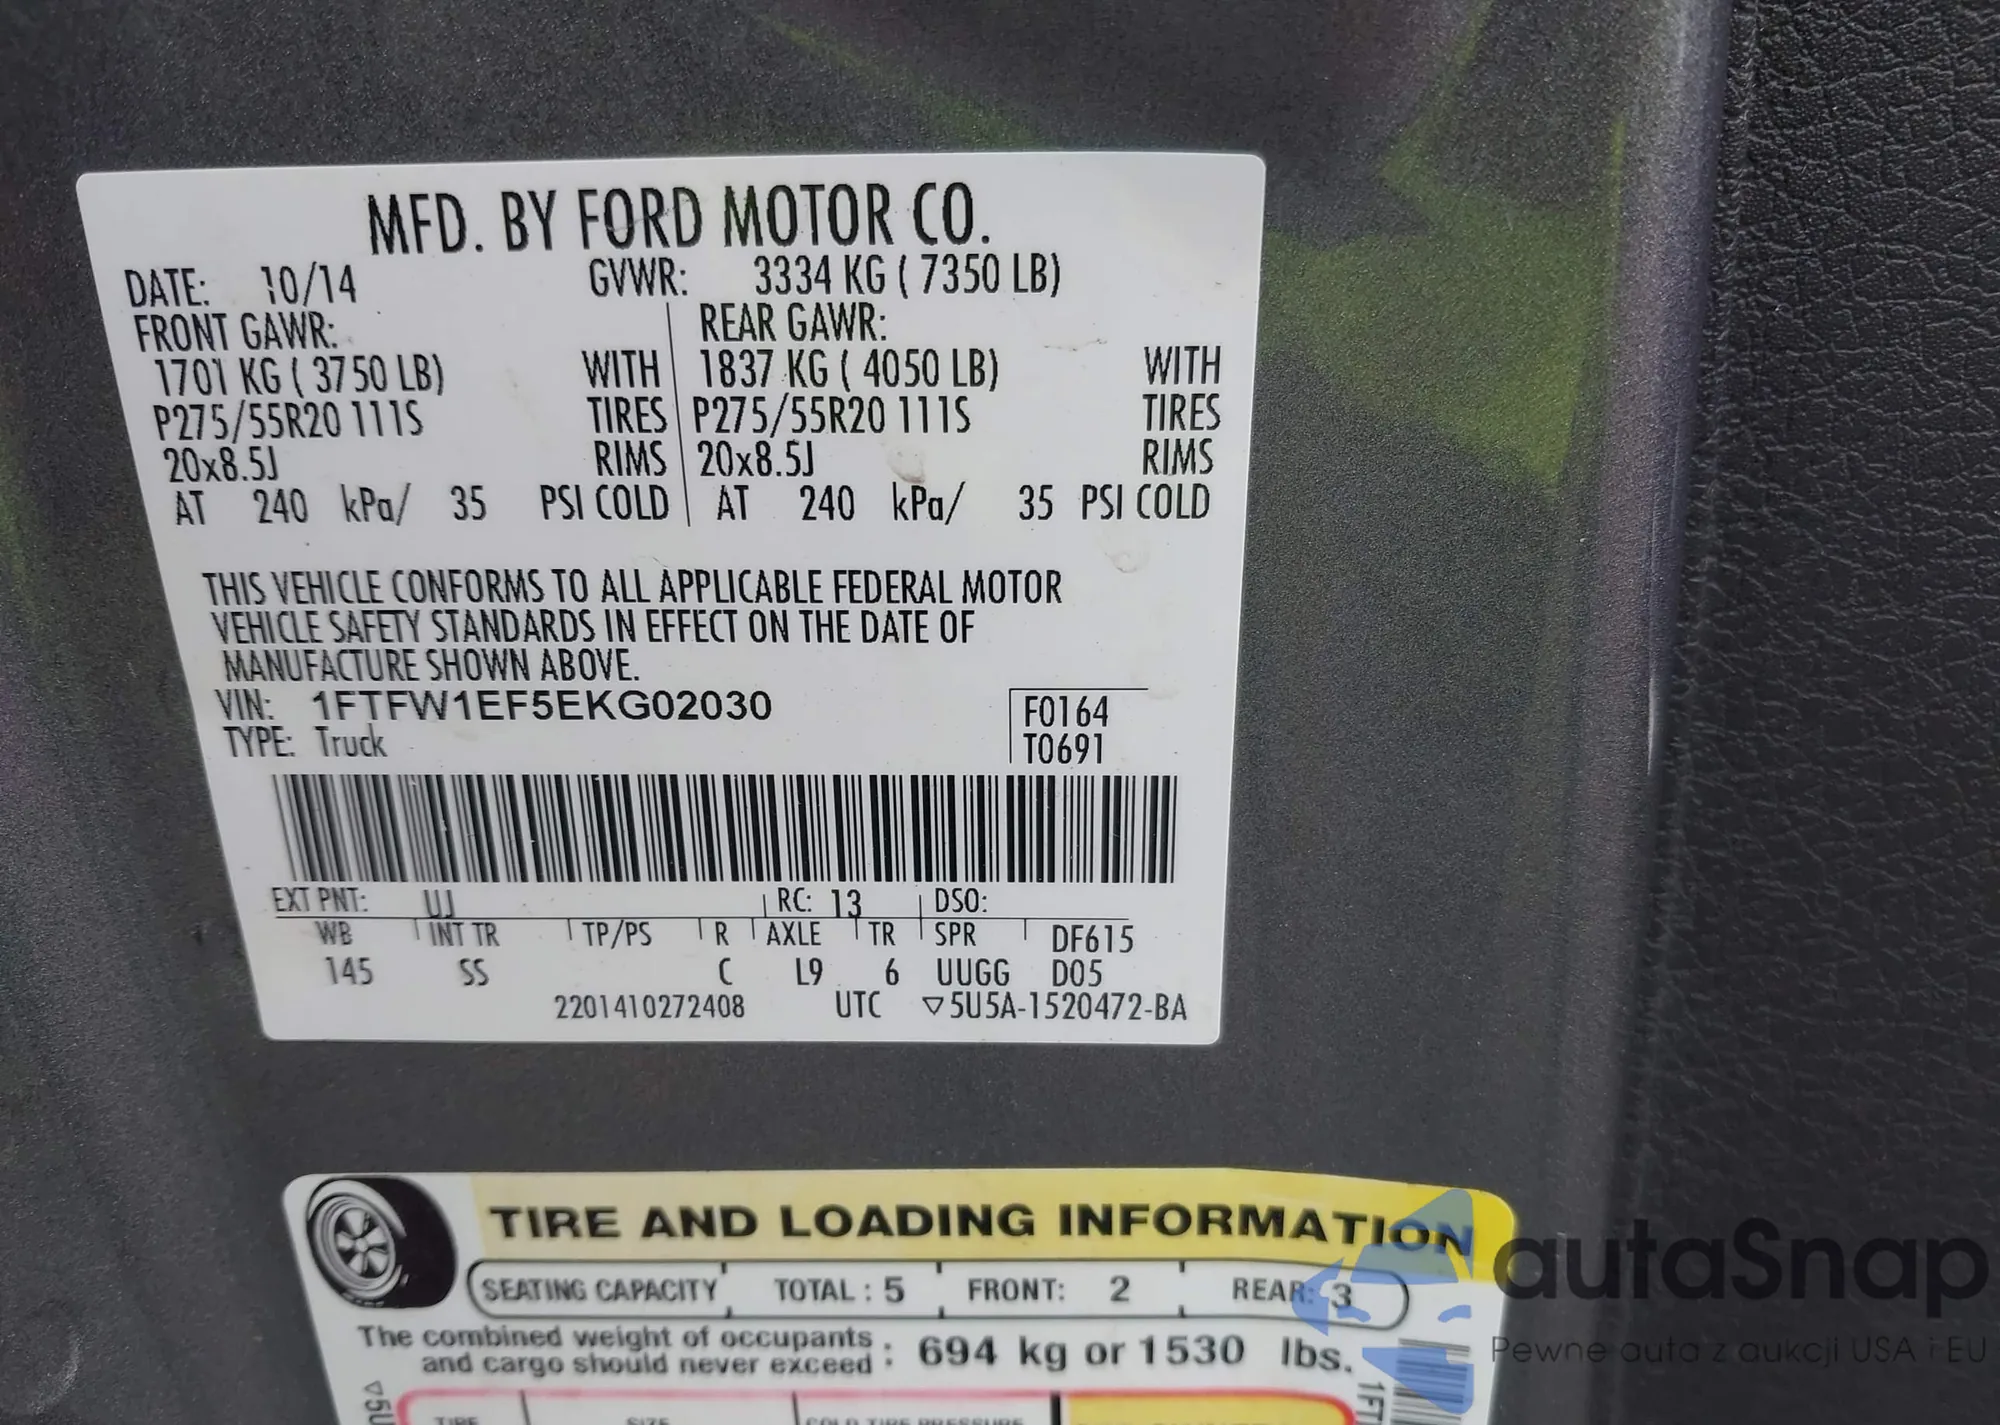 MFD. BY FORD MOTOR CO.
DATE: 10/14 GVWR: 3334 KG ( 7350 LB)
FRONT GAWR: REAR GAWR:
1701 KG ( 3750 LB) WITH 1837 KG ( 4050 LB) WITH
P275/55R20 111S TIRES P275/55R20 111S TIRES
20x8.5J RIMS 20x8.5J RIMS
AT 240 kPa/ 35 PSI COLD AT 240 kPa/ 35 PSI COLD
THIS VEHICLE CONFORMS TO ALL APPLICABLE FEDERAL MOTOR
VEHICLE SAFETY STANDARDS IN EFFECT ON THE DATE OF
MANUFACTURE SHOWN ABOVE.
VIN: 1FTFW1EF5EKG02030 F0164
TYPE: Truck T0691
EXT PNT: UJ RC: 13 DSO:
WB INT TR TP/PS R AXLE TR SPR DF615
145 SS C L9 6 UUGG D05
2201410272408 UTC ▽5U5A-1520472-BA
TIRE AND LOADING INFORMATION
SEATING CAPACITY TOTAL : 5 FRONT: 2 REAR: 3
The combined weight of occupants
and cargo should never exceed : 694 kg or 1530 lbs.
TIRE SIZE COLD TIRE PRESSURE
▽5U
1FT
autaSnap
Pewne auta z aukcji USA i EU